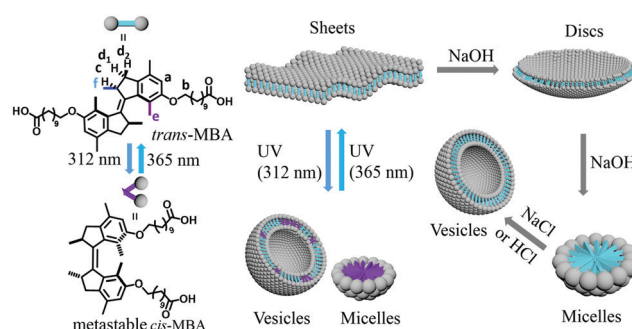 Sheets
Discs
NaOH
=
d₁ d₂
H
c H
H
f
a
b
e
O
OH
HO
O
9
trans-MBA
312 nm
365 nm
UV
(312 nm)
UV
(365 nm)
NaOH
Vesicles
NaCl
or HCl
=
O
OH
9
O
O
9
OH
metastable cis-MBA
Vesicles
Micelles
Micelles